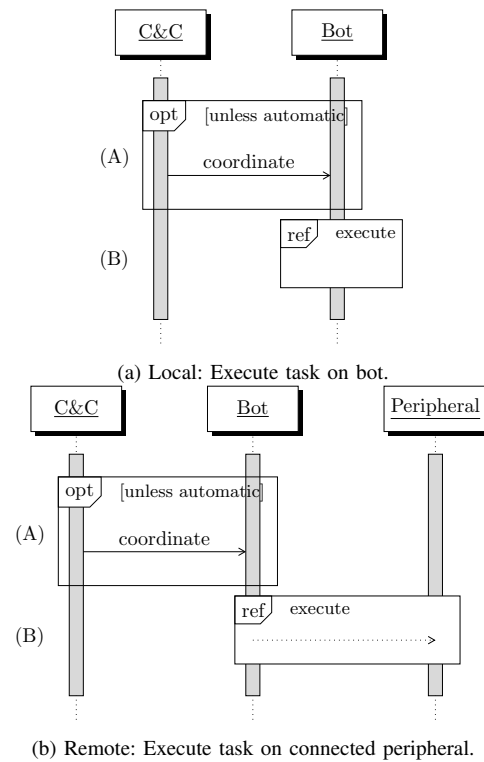 C&C Bot
opt [unless automatic]
(A)
coordinate
ref execute
(B)
(a) Local: Execute task on bot.
C&C Bot Peripheral
opt [unless automatic]
(A)
coordinate
ref execute
(B)
(b) Remote: Execute task on connected peripheral.